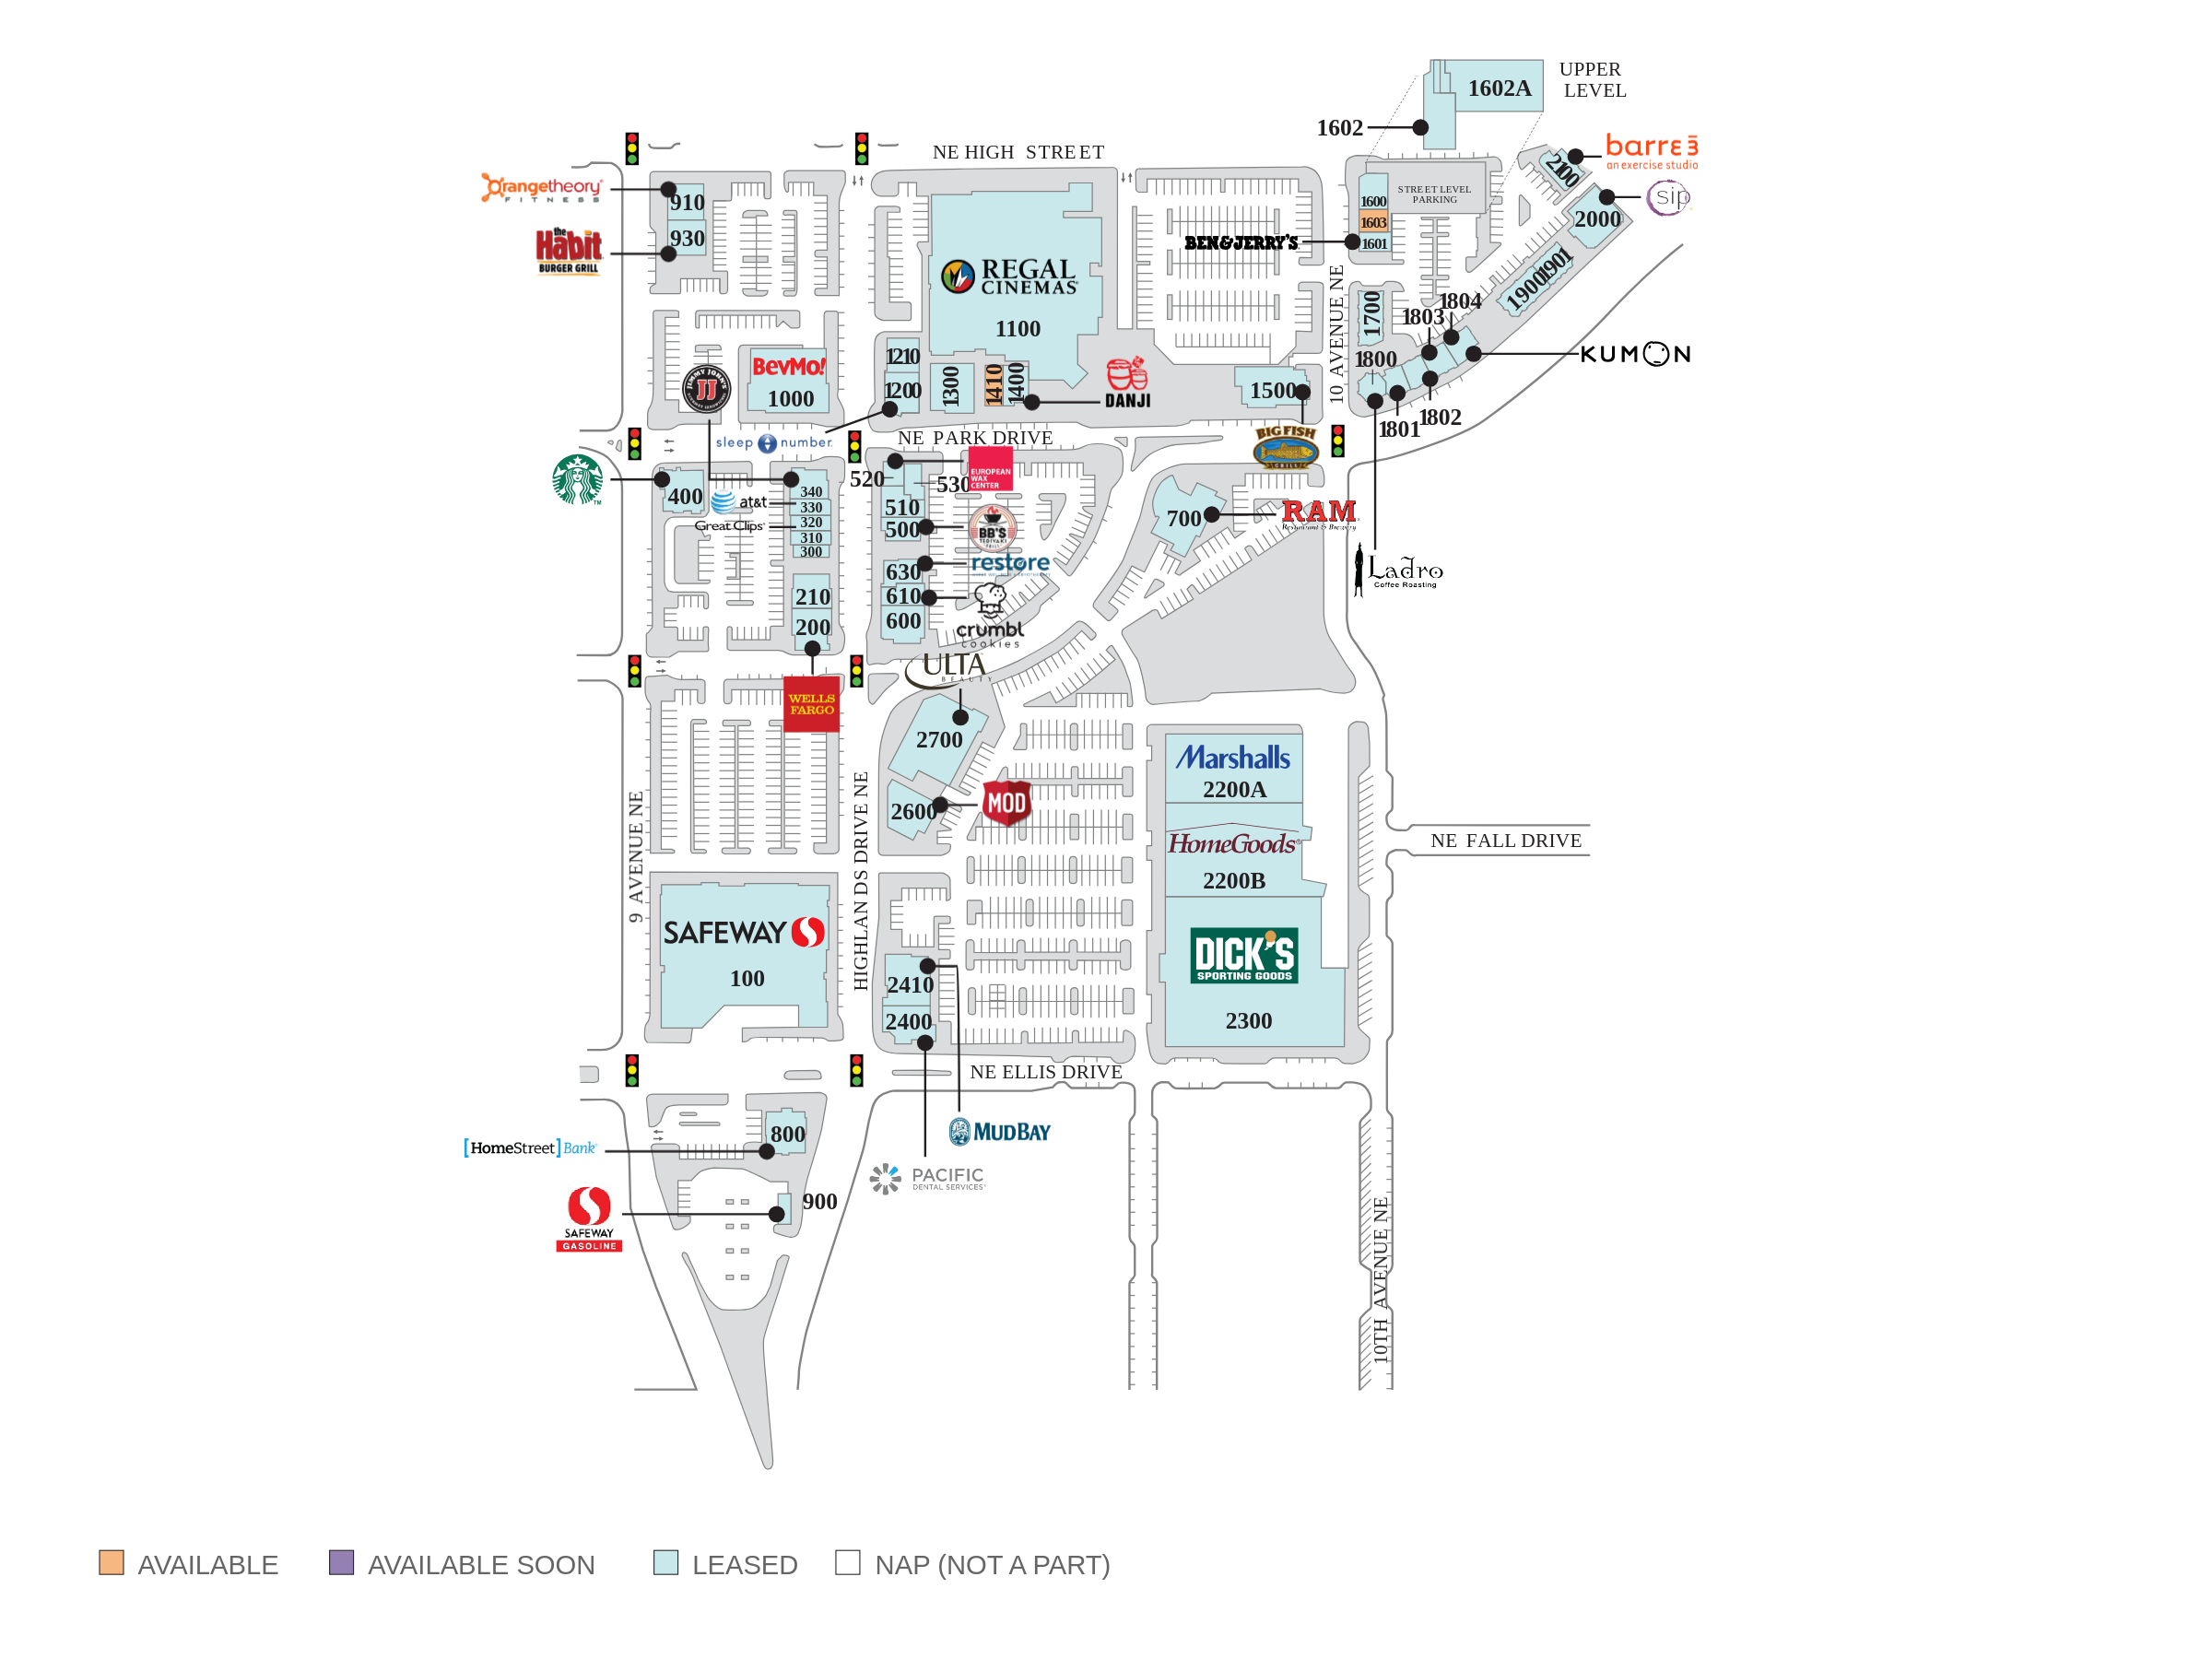 UPPER
LEVEL
1602A
1602
NE HIGH STREET
barrE3
an exercise studio
2100
sip
2000
STREET LEVEL
PARKING
1600
1603
1601
BEN&JERRY'S
orangetheory
FITNESS
910
930
the
Habit
BURGER GRILL
REGAL
CINEMAS
1100
10 AVENUE NE
1700
1900
1901
1804
1803
1800
KUMON
1802
1801
JIMMY JOHN'S
JJ
BevMo!
1000
1210
1200
1300
1410
1400
DANJI
1500
sleep number
NE PARK DRIVE
BIG FISH
GRILL
400
at&t
Great Clips
340
330
320
310
300
520
530
EUROPEAN
WAX
CENTER
510
500
BB'S
TERIYAKI
GRILL
700
RAM
Restaurant & Brewery
630
restore
610
600
crumbl
cookies
Ladro
Coffee Roasting
210
200
WELLS
FARGO
ULTA
BEAUTY
2700
2600
MOD
Marshalls
2200A
HomeGoods
2200B
NE FALL DRIVE
9 AVENUE NE
HIGHLANDS DRIVE NE
SAFEWAY
100
DICK'S
SPORTING GOODS
2300
2410
2400
NE ELLIS DRIVE
MUD BAY
PACIFIC
DENTAL SERVICES
800
[HomeStreet] Bank
900
SAFEWAY
GASOLINE
10TH AVENUE NE
AVAILABLE
AVAILABLE SOON
LEASED
NAP (NOT A PART)